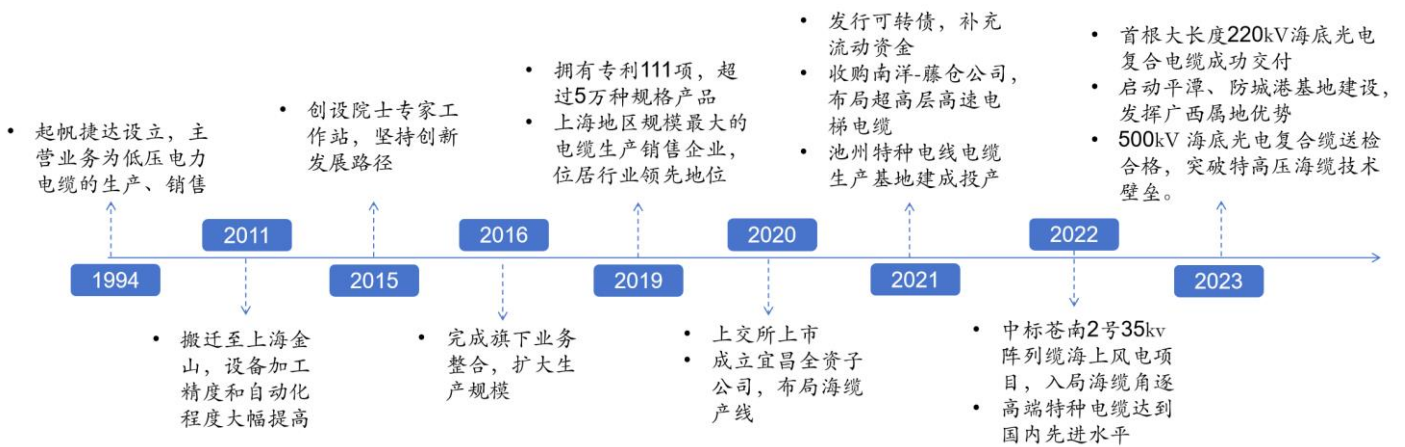 • 起帆捷达设立，主
营业务为低压电力
电缆的生产、销售
1994
2011
• 搬迁至上海金
山，设备加工
精度和自动化
程度大幅提高
• 创设院士专家工
作站，坚持创新
发展路径
2015
2016
• 完成旗下业务
整合，扩大生
产规模
• 拥有专利111项，超
过5万种规格产品
• 上海地区规模最大的
电缆生产销售企业，
位居行业领先地位
2019
2020
• 上交所上市
• 成立宜昌全资子
公司，布局海缆
产线
• 发行可转债，补充
流动资金
• 收购南洋-藤仓公司，
布局超高层高速电
梯电缆
• 池州特种电线电缆
生产基地建成投产
2021
2022
• 中标苍南2号35kv
阵列缆海上风电项
目，入局海缆角逐
• 高端特种电缆达到
国内先进水平
• 首根大长度220kV海底光电
复合电缆成功交付
• 启动平潭、防城港基地建设，
发挥广西属地优势
• 500kV 海底光电复合缆送检
合格，突破特高压海缆技术
壁垒。
2023